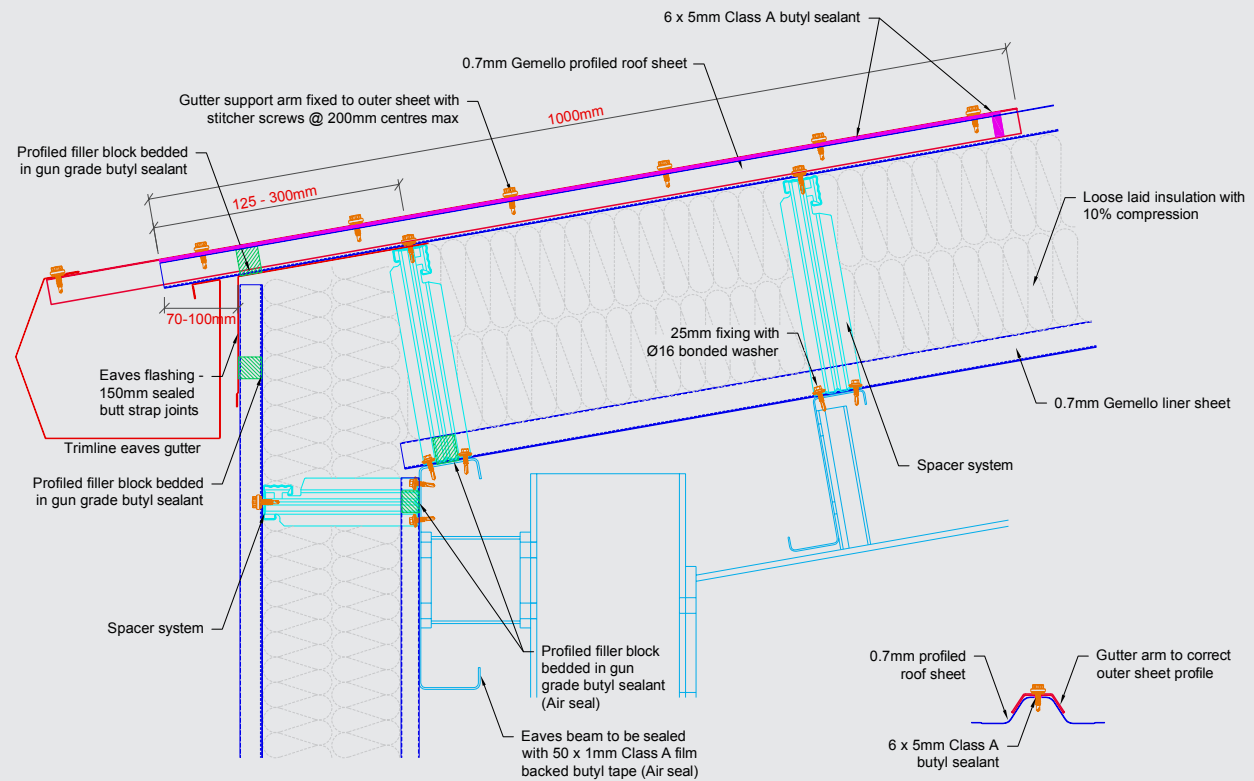 6 x 5mm Class A butyl sealant
0.7mm Gemello profiled roof sheet
Gutter support arm fixed to outer sheet with
stitcher screws @ 200mm centres max
1000mm
Profiled filler block bedded
in gun grade butyl sealant
125 - 300mm
Loose laid insulation with
10% compression
70-100mm
25mm fixing with
Ø16 bonded washer
Eaves flashing -
150mm sealed
butt strap joints
0.7mm Gemello liner sheet
Trimline eaves gutter
Profiled filler block bedded
in gun grade butyl sealant
Spacer system
Spacer system
Profiled filler block
bedded in gun
grade butyl sealant
(Air seal)
0.7mm profiled
roof sheet
Gutter arm to correct
outer sheet profile
6 x 5mm Class A
butyl sealant
Eaves beam to be sealed
with 50 x 1mm Class A film
backed butyl tape (Air seal)